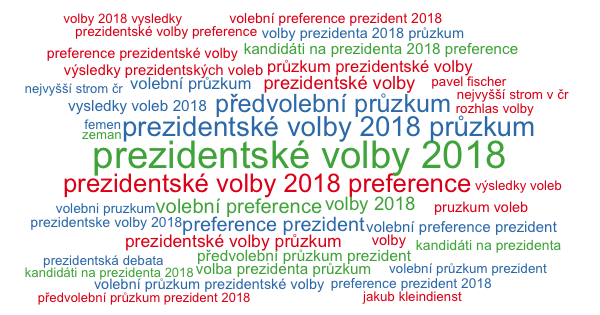 volby 2018 vysledky
volební preference prezident 2018
prezidentské volby preference
volby prezidenta 2018 průzkum
preference prezidentské volby
kandidáti na prezidenta 2018 preference
výsledky prezidentských voleb
průzkum prezidentské volby
nejvyšší strom čr
volební průzkum
prezidentské volby
pavel fischer
nejvyšší strom v čr
vysledky voleb 2018
předvolební průzkum
rozhlas volby
femen
zeman
prezidentské volby 2018 průzkum
prezidentské volby 2018
prezidentské volby 2018 preference
výsledky voleb
volebni pruzkum
volební preference
volby 2018
pruzkum voleb
prezidentske volby 2018
preference prezident
volební preference prezident
prezidentské volby průzkum
volby
kandidáti na prezidenta
prezidentská debata
předvolební průzkum prezident
kandidáti na prezidenta 2018
volba prezidenta průzkum
volební průzkum prezident
volební průzkum prezidentské volby
preference prezident 2018
předvolební průzkum prezident 2018
jakub kleindienst